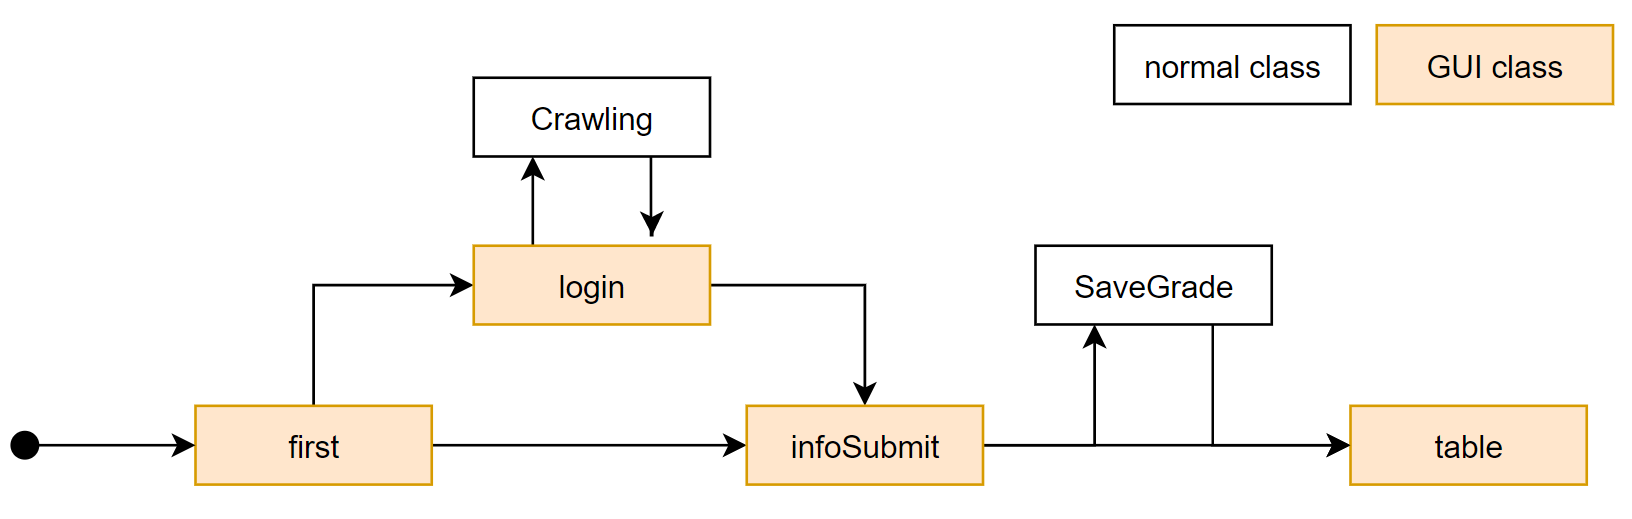 normal class
GUI class
Crawling
login
SaveGrade
first
infoSubmit
table